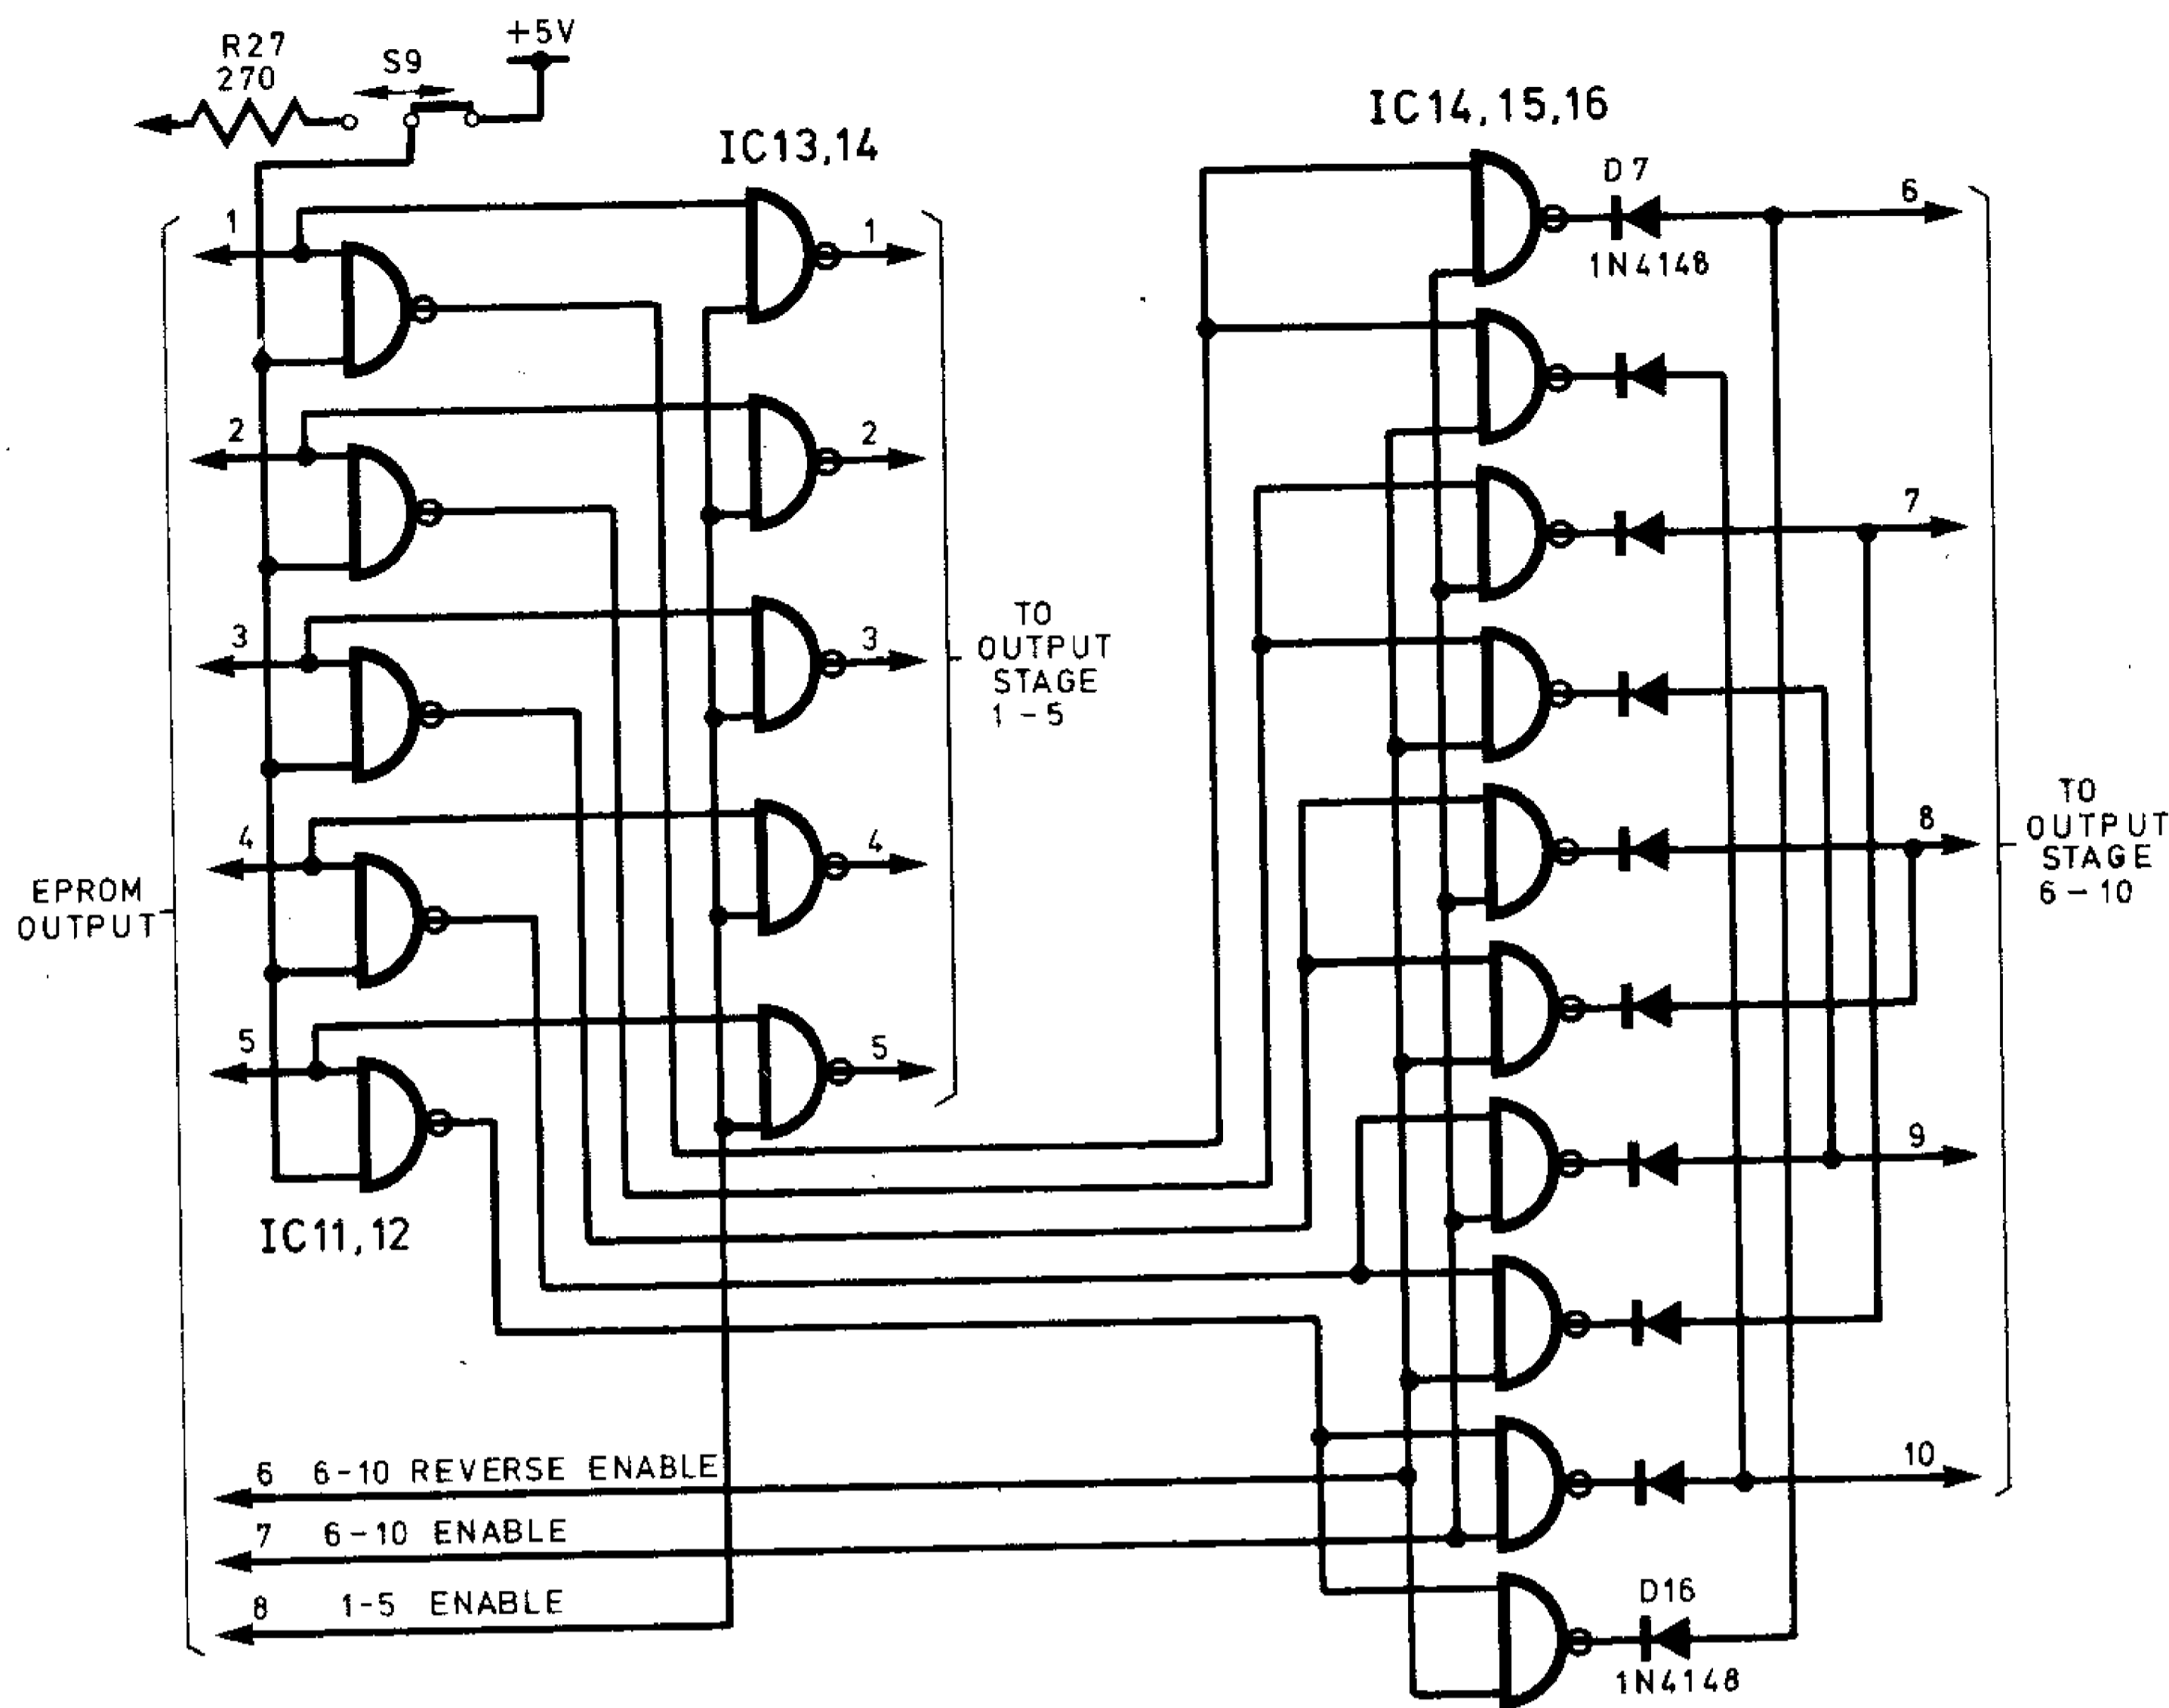 R27
270
S9
+5V
IC13,14
IC14,15,16
D7
1N4148
1
2
3
4
5
EPROM
OUTPUT
IC11,12
1
2
3
4
5
TO
OUTPUT
STAGE
1-5
6
7
8
9
10
TO
OUTPUT
STAGE
6-10
6 6-10 REVERSE ENABLE
7 6-10 ENABLE
8 1-5 ENABLE
D16
1N4148